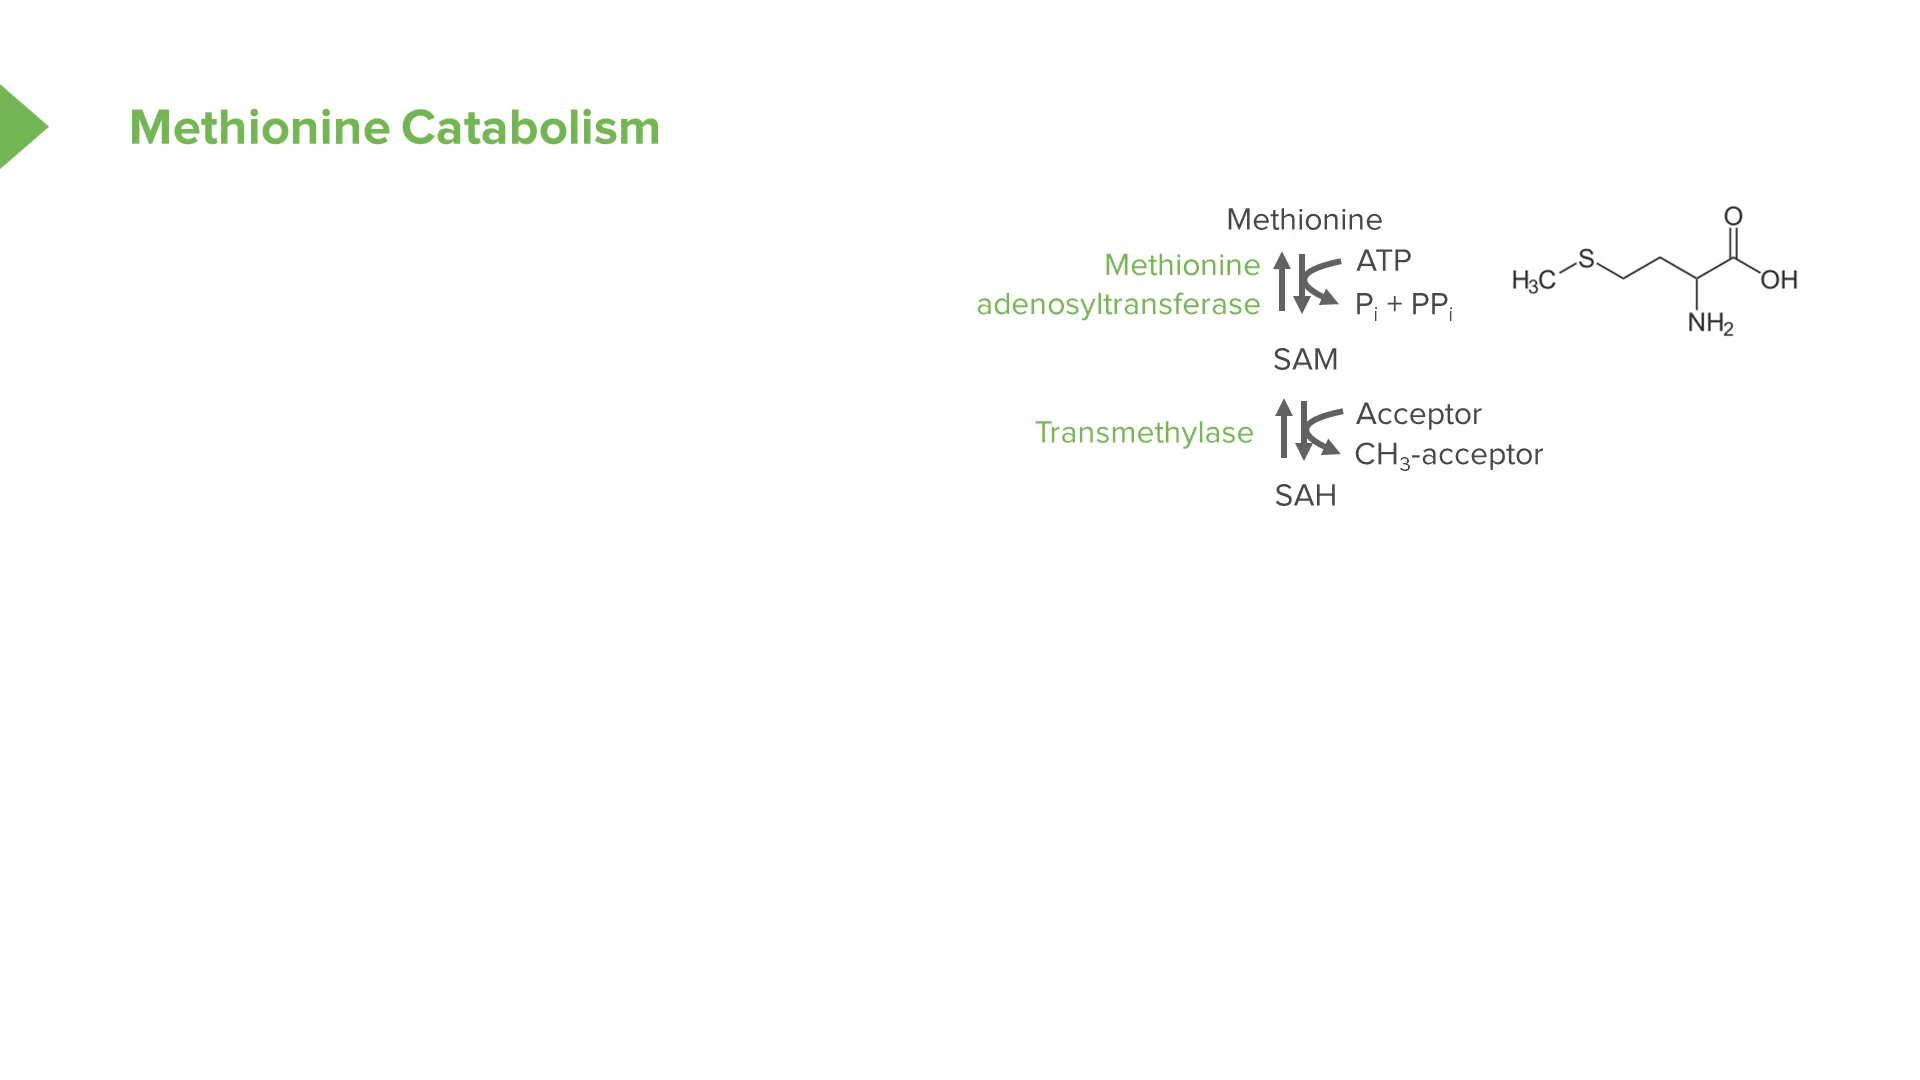 Methionine Catabolism
Methionine
Methionine
adenosyltransferase
ATP
Pi + PPi
SAM
Transmethylase
Acceptor
CH3-acceptor
SAH
O
S
H3C
OH
NH2